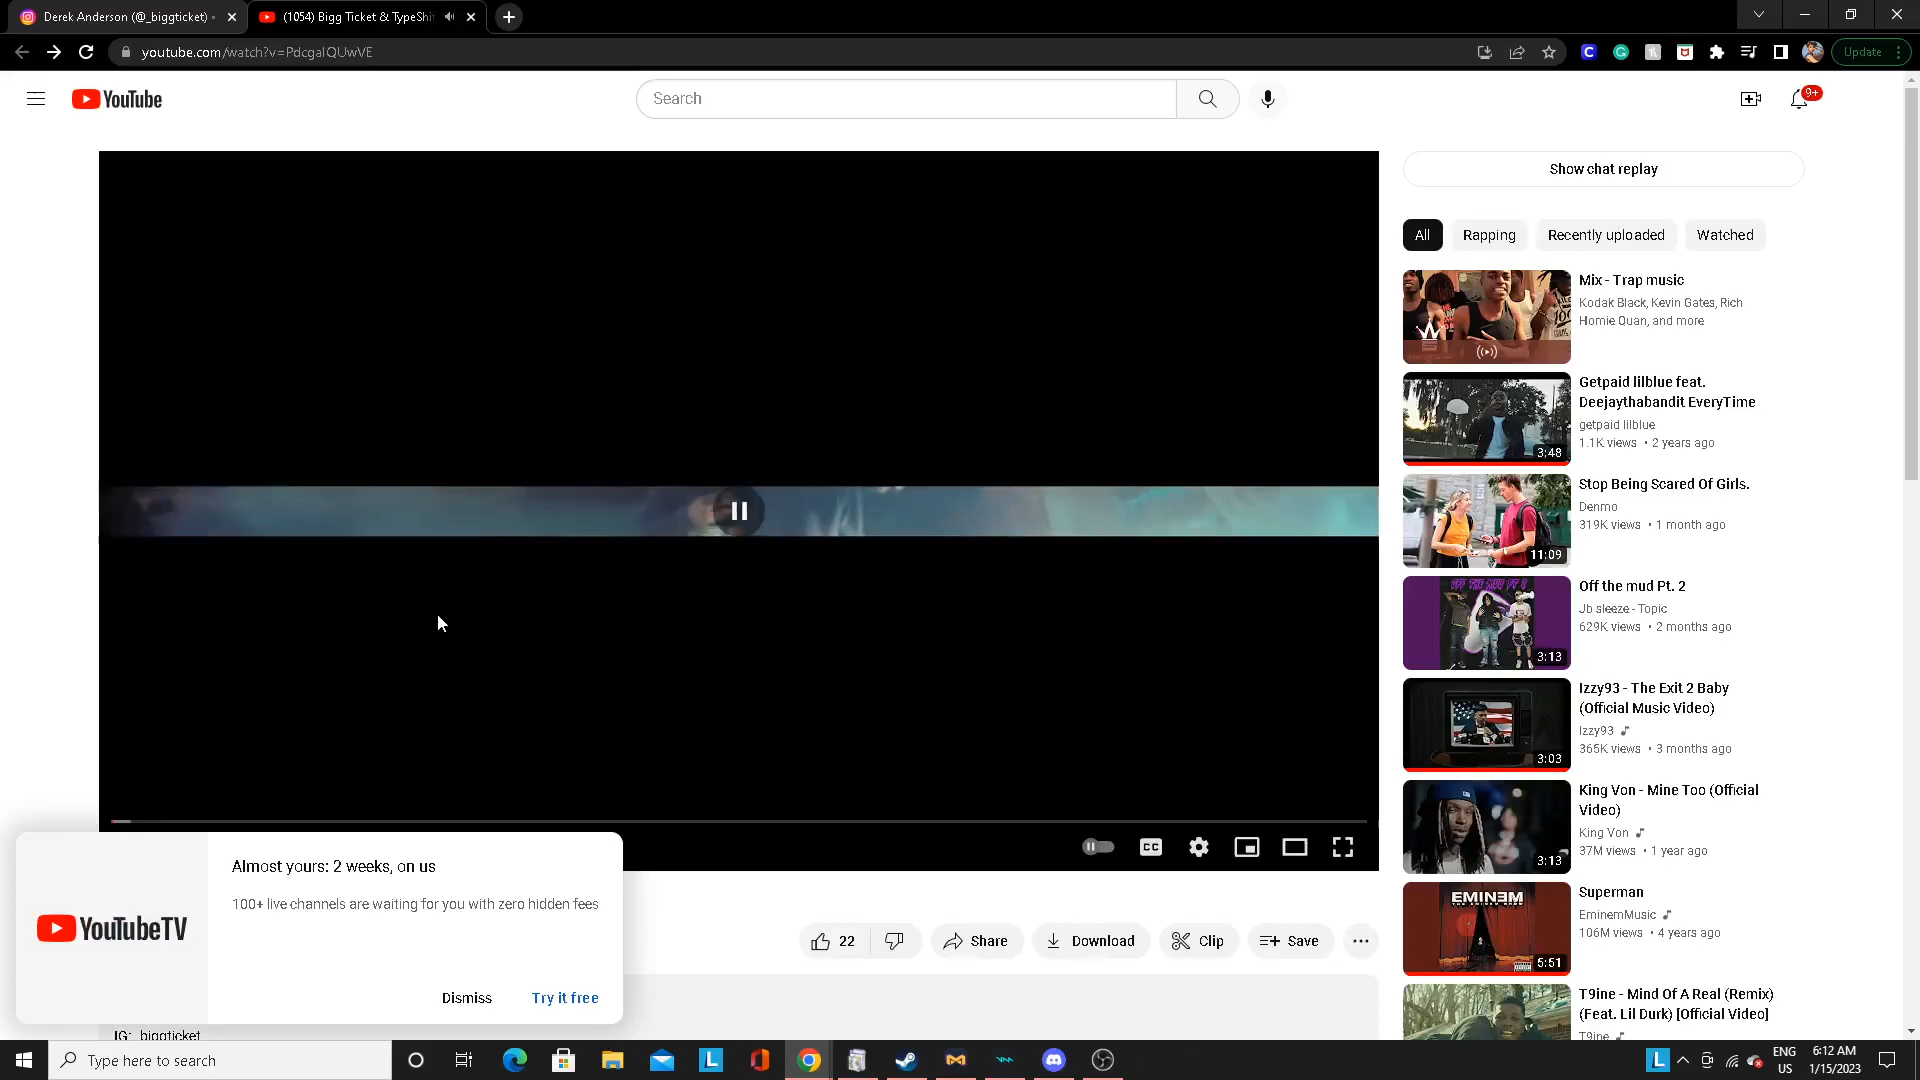 Derek Anderson (@_biggticket) •
(1054) Bigg Ticket & TypeShit
youtube.com/watch?v=PdcgalQUwVE
Update
YouTube
Search
9+
Show chat replay
All
Rapping
Recently uploaded
Watched
Mix - Trap music
Kodak Black, Kevin Gates, Rich
Homie Quan, and more
Getpaid lilblue feat.
Deejaythabandit EveryTime
getpaid lilblue
1.1K views • 2 years ago
3:48
Stop Being Scared Of Girls.
Denmo
319K views • 1 month ago
11:09
Off the mud Pt. 2
Jb sleeze - Topic
629K views • 2 months ago
3:13
Izzy93 - The Exit 2 Baby
(Official Music Video)
Izzy93
365K views • 3 months ago
3:03
King Von - Mine Too (Official
Video)
King Von
37M views • 1 year ago
3:13
EMINEM
Superman
EminemMusic
106M views • 4 years ago
5:51
T9ine - Mind Of A Real (Remix)
(Feat. Lil Durk) [Official Video]
T9ine
CC
Almost yours: 2 weeks, on us
100+ live channels are waiting for you with zero hidden fees
YouTubeTV
Dismiss
Try it free
22
Share
Download
Clip
Save
IG: _biggticket
Type here to search
ENG
US
6:12 AM
1/15/2023